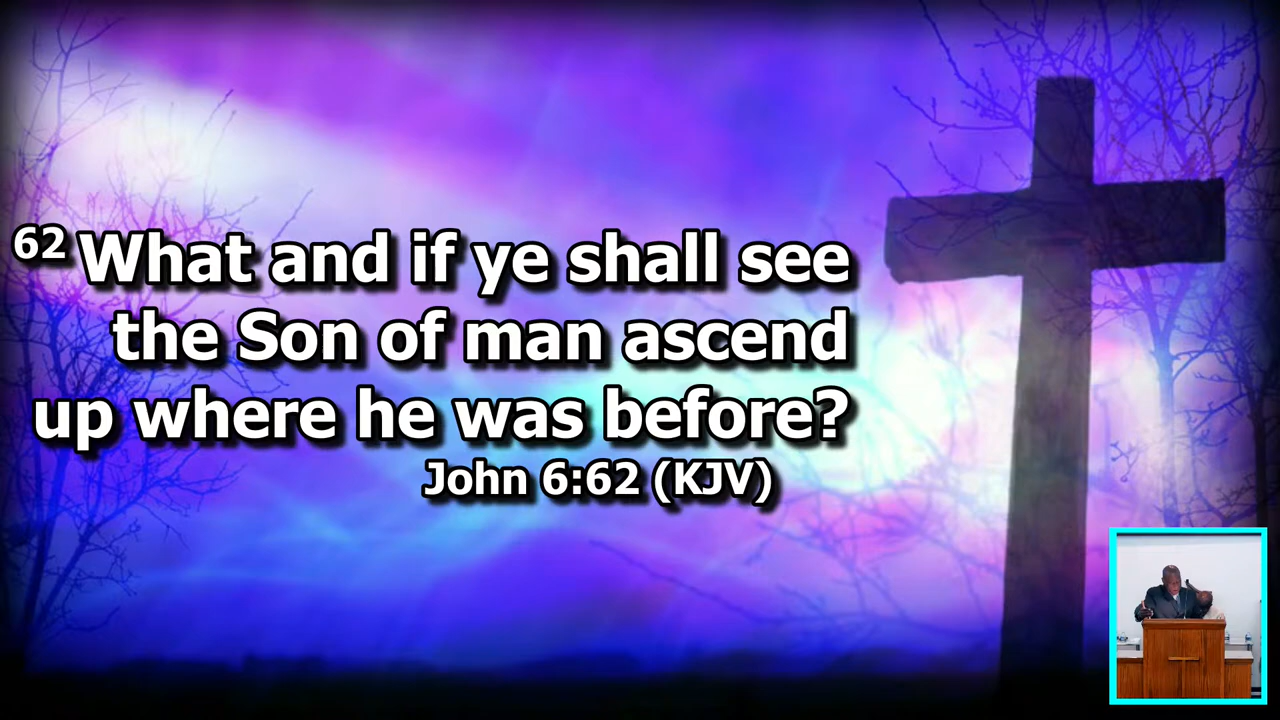 62 What and if ye shall see
the Son of man ascend
up where he was before?
John 6:62 (KJV)